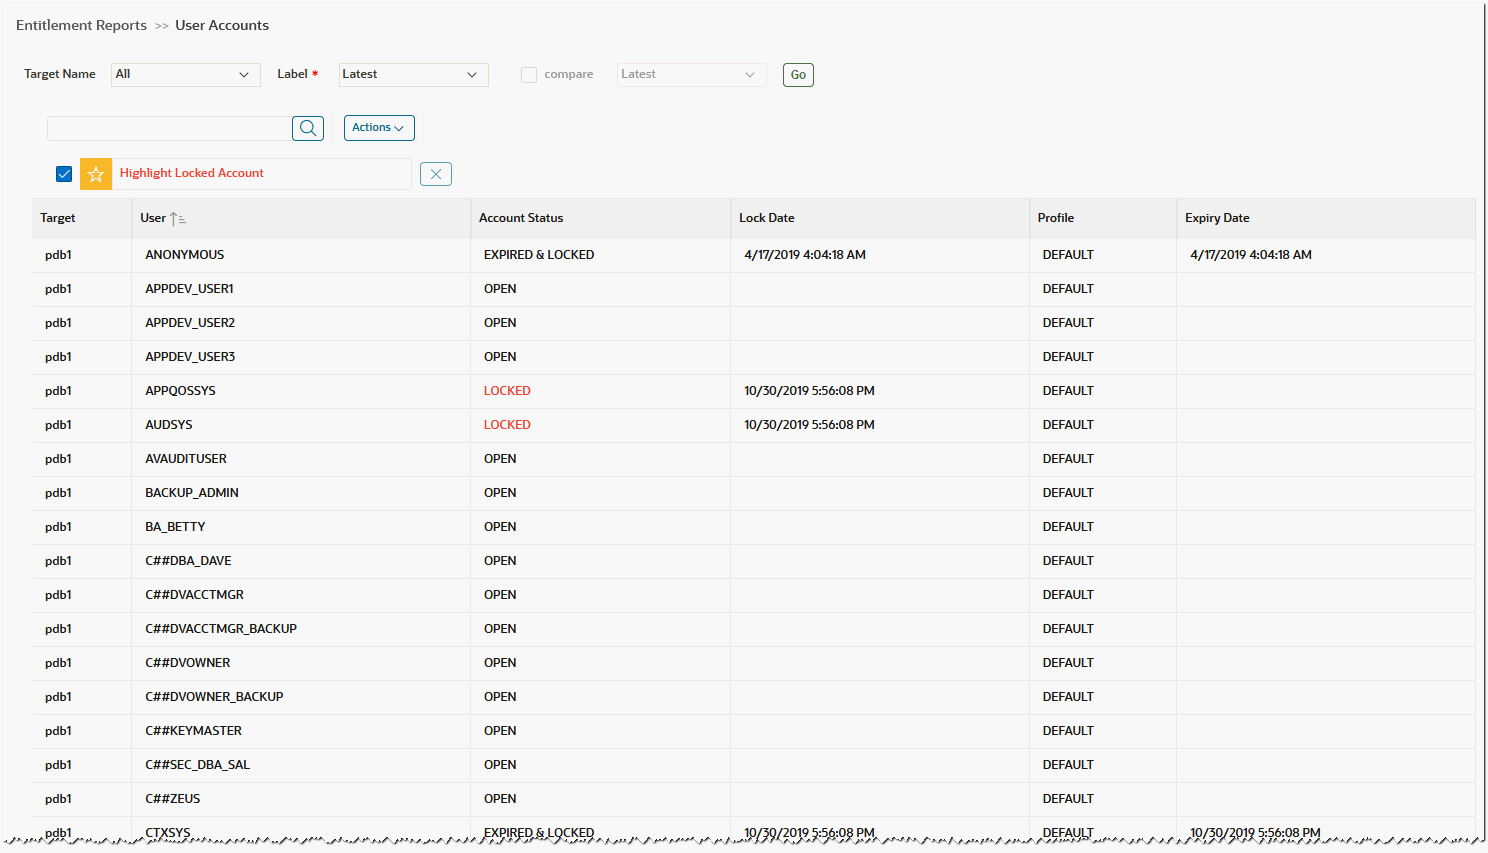 Entitlement Reports >> User Accounts
Target Name All Label * Latest compare Latest Go
Actions
Highlight Locked Account
Target User Account Status Lock Date Profile Expiry Date
pdb1 ANONYMOUS EXPIRED & LOCKED 4/17/2019 4:04:18 AM DEFAULT 4/17/2019 4:04:18 AM
pdb1 APPDEV_USER1 OPEN DEFAULT
pdb1 APPDEV_USER2 OPEN DEFAULT
pdb1 APPDEV_USER3 OPEN DEFAULT
pdb1 APPQOSSYS LOCKED 10/30/2019 5:56:08 PM DEFAULT
pdb1 AUDSYS LOCKED 10/30/2019 5:56:08 PM DEFAULT
pdb1 AVAUDITUSER OPEN DEFAULT
pdb1 BACKUP_ADMIN OPEN DEFAULT
pdb1 BA_BETTY OPEN DEFAULT
pdb1 C##DBA_DAVE OPEN DEFAULT
pdb1 C##DVACCTMGR OPEN DEFAULT
pdb1 C##DVACCTMGR_BACKUP OPEN DEFAULT
pdb1 C##DVOWNER OPEN DEFAULT
pdb1 C##DVOWNER_BACKUP OPEN DEFAULT
pdb1 C##KEYMASTER OPEN DEFAULT
pdb1 C##SEC_DBA_SAL OPEN DEFAULT
pdb1 C##ZEUS OPEN DEFAULT
pdb1 CTXSYS EXPIRED & LOCKED 10/30/2019 5:56:08 PM DEFAULT 10/30/2019 5:56:08 PM